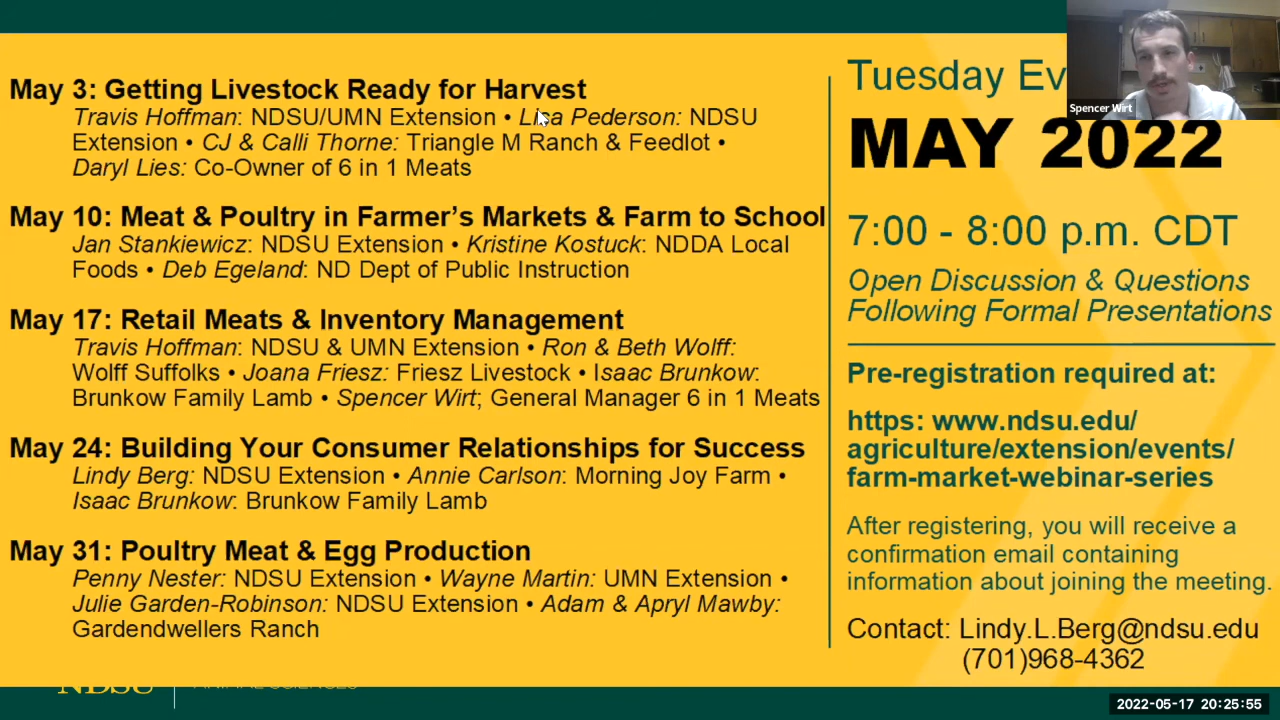 May 3: Getting Livestock Ready for Harvest
Travis Hoffman: NDSU/UMN Extension • Lisa Pederson: NDSU
Extension • CJ & Calli Thorne: Triangle M Ranch & Feedlot •
Daryl Lies: Co-Owner of 6 in 1 Meats
May 10: Meat & Poultry in Farmer's Markets & Farm to School
Jan Stankiewicz: NDSU Extension • Kristine Kostuck: NDDA Local
Foods • Deb Egeland: ND Dept of Public Instruction
May 17: Retail Meats & Inventory Management
Travis Hoffman: NDSU & UMN Extension • Ron & Beth Wolff:
Wolff Suffolks • Joana Friesz: Friesz Livestock • Isaac Brunkow:
Brunkow Family Lamb • Spencer Wirt; General Manager 6 in 1 Meats
May 24: Building Your Consumer Relationships for Success
Lindy Berg: NDSU Extension • Annie Carlson: Morning Joy Farm •
Isaac Brunkow: Brunkow Family Lamb
May 31: Poultry Meat & Egg Production
Penny Nester: NDSU Extension • Wayne Martin: UMN Extension •
Julie Garden-Robinson: NDSU Extension • Adam & Apryl Mawby:
Gardendwellers Ranch
Tuesday Ev
MAY 2022
7:00 - 8:00 p.m. CDT
Open Discussion & Questions
Following Formal Presentations
Pre-registration required at:
https: www.ndsu.edu/
agriculture/extension/events/
farm-market-webinar-series
After registering, you will receive a
confirmation email containing
information about joining the meeting.
Contact: Lindy.L.Berg@ndsu.edu
(701)968-4362
Spencer Wirt
NDSU
2022-05-17 20:25:55